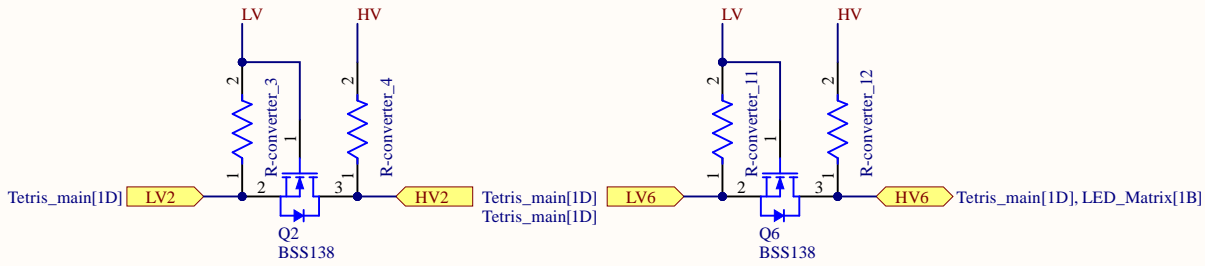 LV HV LV HV
2 R-converter_3 2 R-converter_4 2 R-converter_11 2 R-converter_12
1 1
1 1 1 1
Tetris_main[1D] LV2 2 3 HV2 Tetris_main[1D] LV6 2 3 HV6 Tetris_main[1D], LED_Matrix[1B]
Tetris_main[1D]
Q2 Q6
BSS138 BSS138